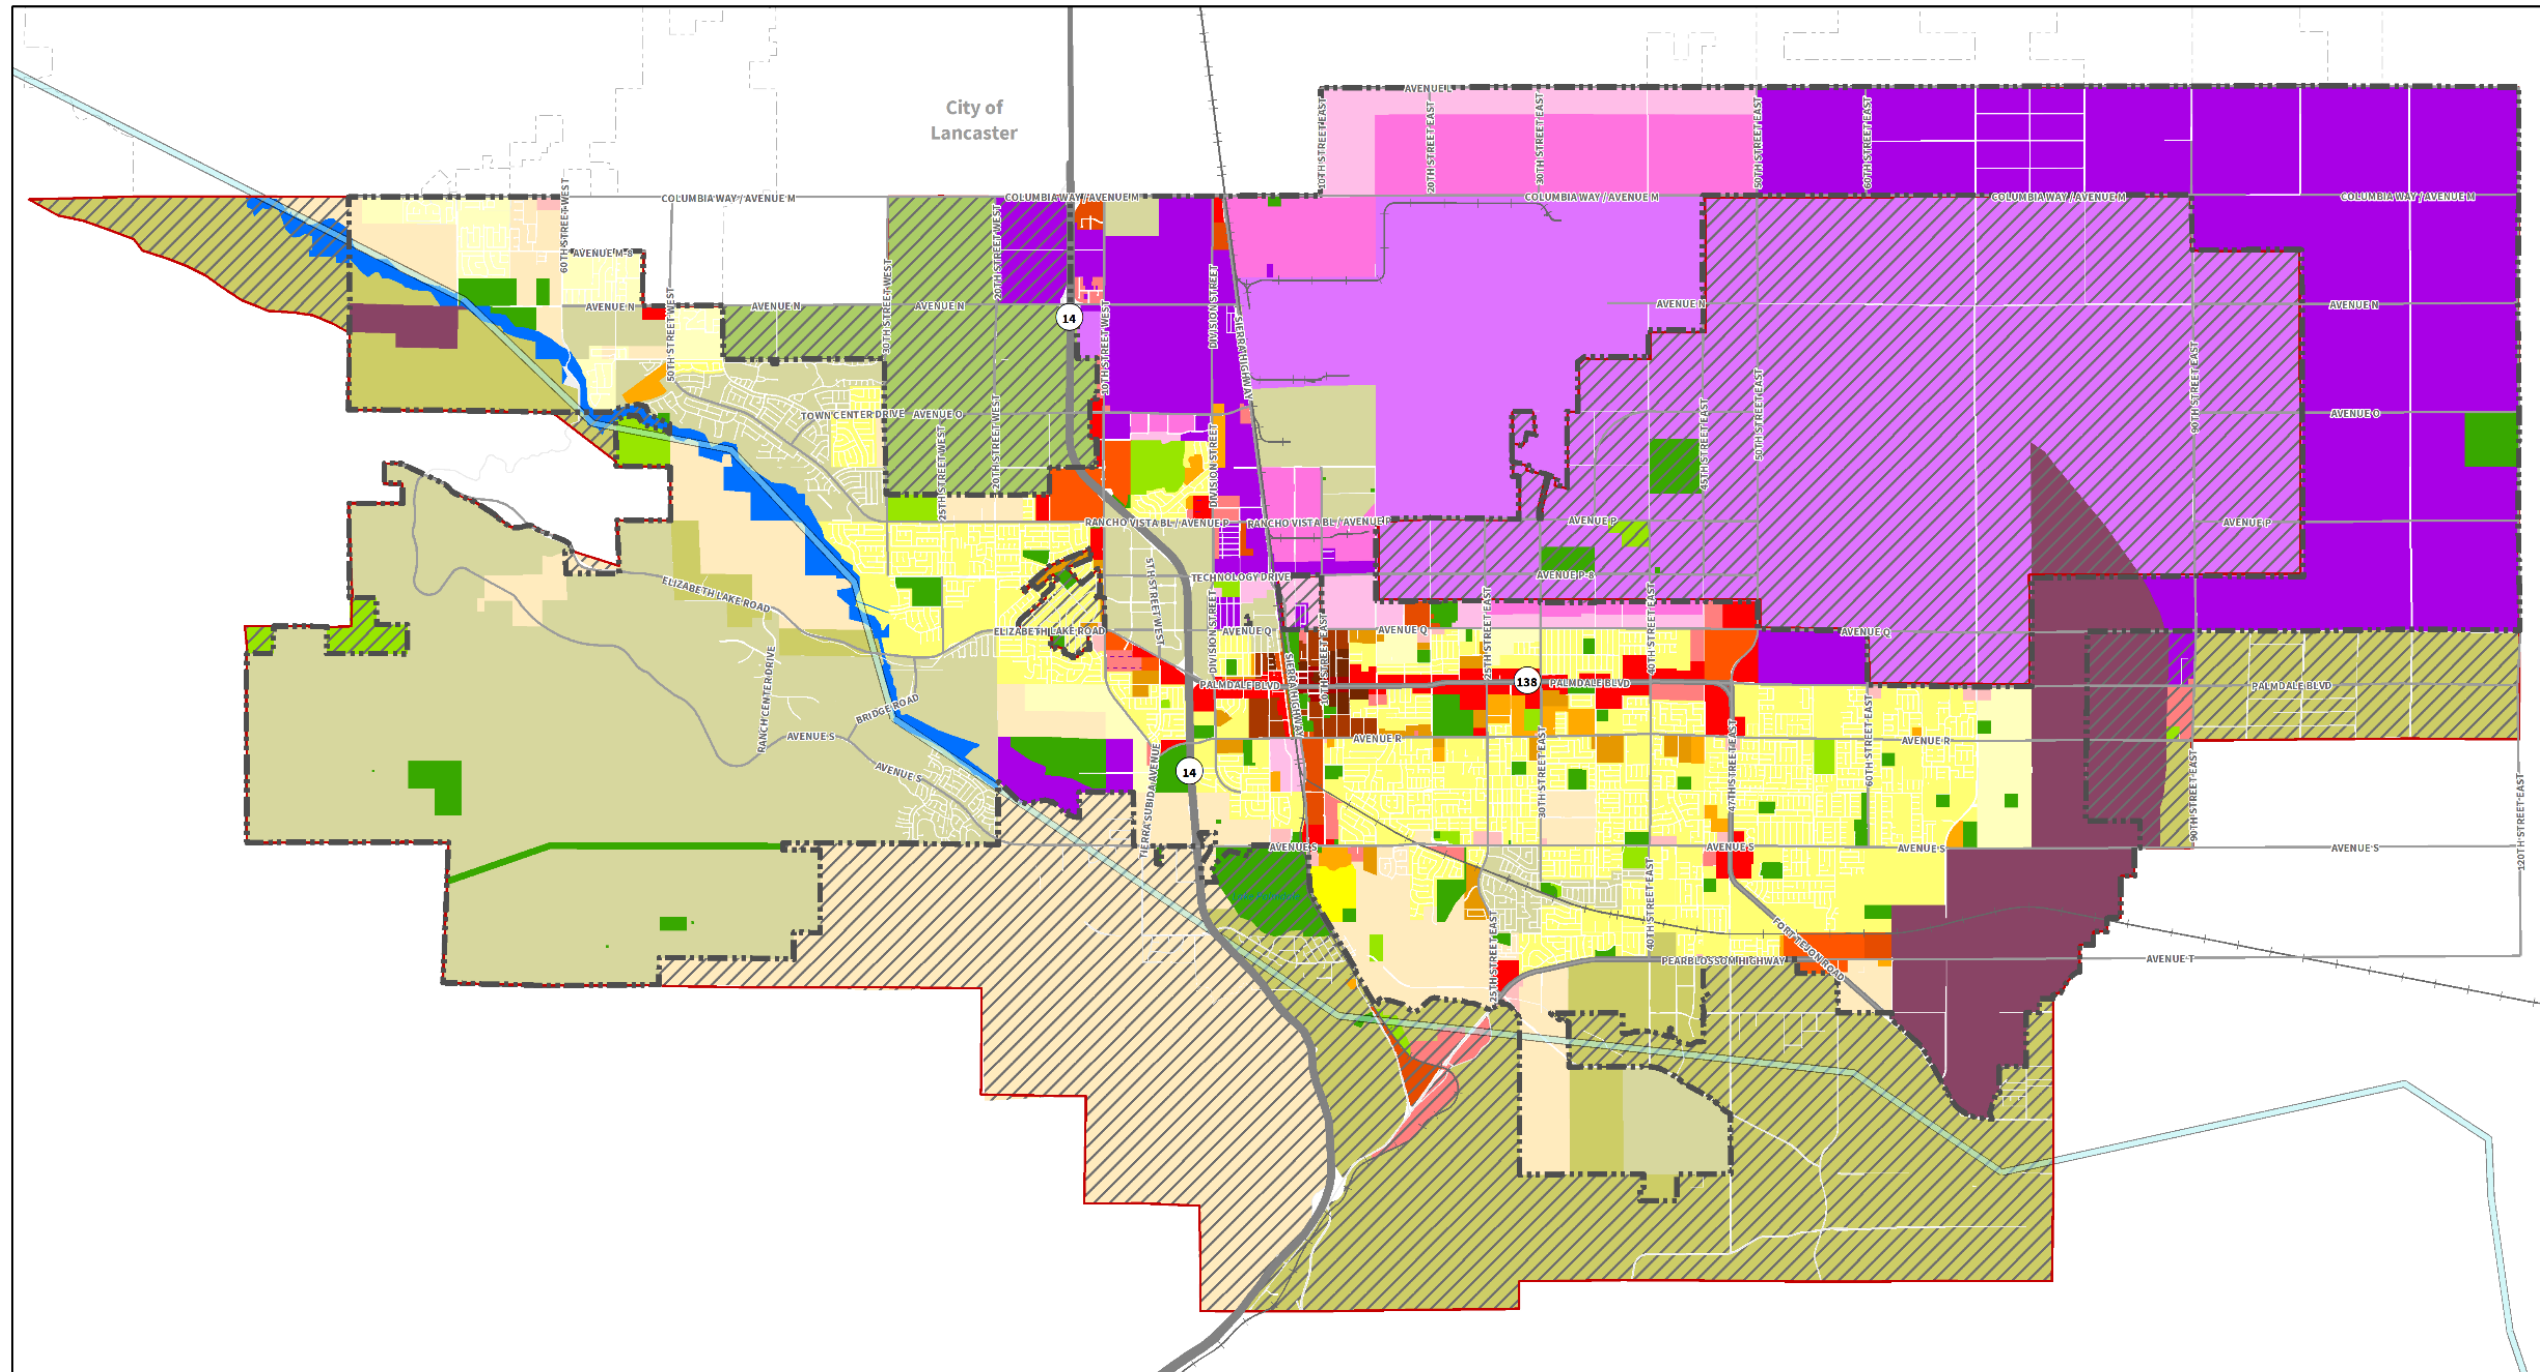 AVENUE L
City of
Lancaster
10TH STREET EAST
20TH STREET EAST
30TH STREET EAST
50TH STREET EAST
60TH STREET EAST
COLUMBIA WAY / AVENUE M
COLUMBIA WAY / AVENUE M
COLUMBIA WAY / AVENUE M
COLUMBIA WAY / AVENUE M
COLUMBIA WAY / AVENUE M
60TH STREET WEST
20TH STREET WEST
AVENUE M-8
AVENUE N
AVENUE N
AVENUE N
AVENUE N
AVENUE N
14
50TH STREET WEST
30TH STREET WEST
10TH STREET WEST
DIVISION STREET
SIERRA HIGHWAY
90TH STREET EAST
TOWN CENTER DRIVE
AVENUE O
AVENUE O
25TH STREET WEST
20TH STREET WEST
DIVISION STREET
45TH STREET EAST
50TH STREET EAST
RANCHO VISTA BL / AVENUE P
RANCHO VISTA BL / AVENUE P
AVENUE P
AVENUE P
ELIZABETH LAKE ROAD
5TH STREET WEST
TECHNOLOGY DRIVE
AVENUE P-8
25TH STREET EAST
40TH STREET EAST
ELIZABETH LAKE ROAD
DIVISION STREET
AVENUE Q
10TH STREET EAST
AVENUE Q
AVENUE Q
RANCH CENTER DRIVE
BRIDGE ROAD
SIERRA HIGHWAY
PALMDALE BLVD
138
PALMDALE BLVD
PALMDALE BLVD
AVENUE S
AVENUE R
AVENUE R
AVENUE S
14
TIERRA SUBIDA AVENUE
30TH STREET EAST
47TH STREET EAST
60TH STREET EAST
90TH STREET EAST
120TH STREET EAST
AVENUE S
AVENUE S
AVENUE S
AVENUE S
Lake Palmdale
25TH STREET EAST
40TH STREET EAST
FORT TEJON ROAD
PEARBLOSSOM HIGHWAY
AVENUE T